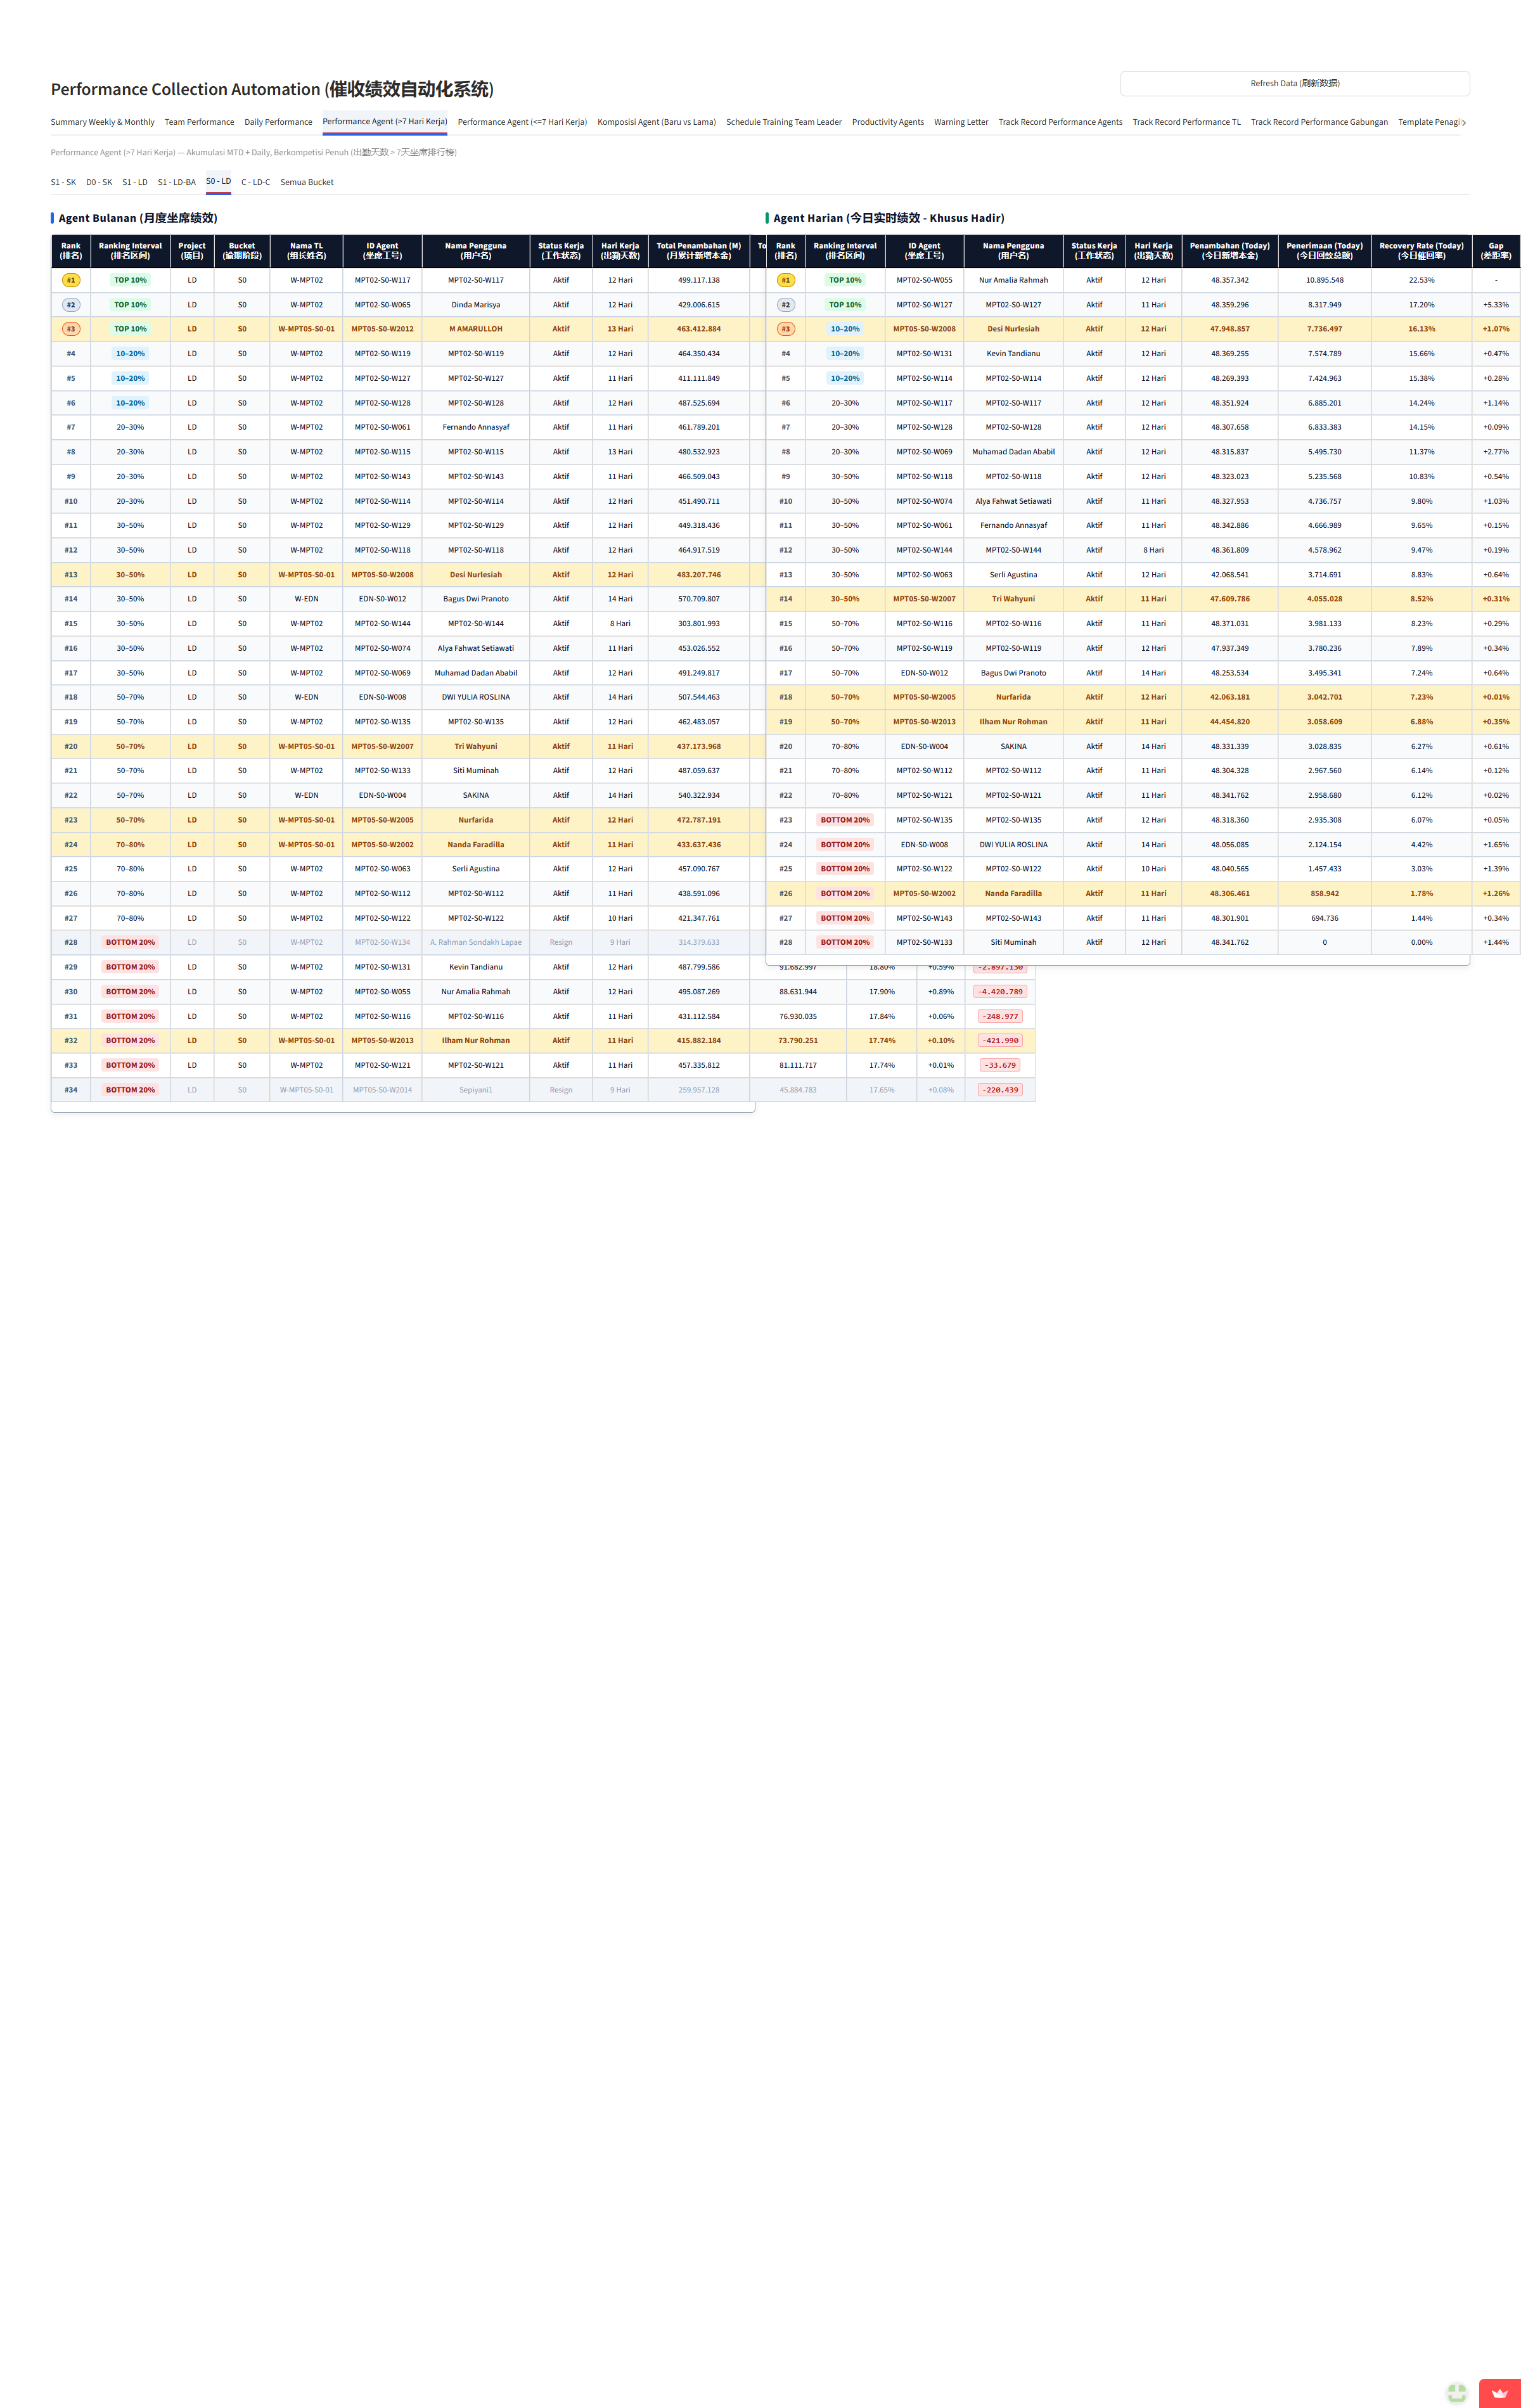 Performance Collection Automation (催收绩效自动化系统)
Refresh Data (刷新数据)
Summary Weekly & Monthly Team Performance Daily Performance Performance Agent (>7 Hari Kerja) Performance Agent (<=7 Hari Kerja) Komposisi Agent (Baru vs Lama) Schedule Training Team Leader Productivity Agents Warning Letter Track Record Performance Agents Track Record Performance TL Track Record Performance Gabungan Template Penagi
Performance Agent (>7 Hari Kerja) — Akumulasi MTD + Daily, Berkompetisi Penuh (出勤天数 > 7天坐席排行榜)
S1 - SK D0 - SK S1 - LD S1 - LD-BA S0 - LD C - LD-C Semua Bucket
Agent Bulanan (月度坐席绩效)
Rank Ranking Interval Project Bucket Nama TL ID Agent Nama Pengguna Status Kerja Hari Kerja Total Penambahan (M) To
(排名) (排名区间) (项目) (逾期阶段) (组长姓名) (坐席工号) (用户名) (工作状态) (出勤天数) (月累计新增本金)
#1 TOP 10% LD S0 W-MPT02 MPT02-S0-W117 MPT02-S0-W117 Aktif 12 Hari 499.117.138
#2 TOP 10% LD S0 W-MPT02 MPT02-S0-W065 Dinda Marisya Aktif 12 Hari 429.006.615
#3 TOP 10% LD S0 W-MPT05-S0-01 MPT05-S0-W2012 M AMARULLOH Aktif 13 Hari 463.412.884
#4 10–20% LD S0 W-MPT02 MPT02-S0-W119 MPT02-S0-W119 Aktif 12 Hari 464.350.434
#5 10–20% LD S0 W-MPT02 MPT02-S0-W127 MPT02-S0-W127 Aktif 11 Hari 411.111.849
#6 10–20% LD S0 W-MPT02 MPT02-S0-W128 MPT02-S0-W128 Aktif 12 Hari 487.525.694
#7 20–30% LD S0 W-MPT02 MPT02-S0-W061 Fernando Annasyaf Aktif 11 Hari 461.789.201
#8 20–30% LD S0 W-MPT02 MPT02-S0-W115 MPT02-S0-W115 Aktif 13 Hari 480.532.923
#9 20–30% LD S0 W-MPT02 MPT02-S0-W143 MPT02-S0-W143 Aktif 11 Hari 466.509.043
#10 20–30% LD S0 W-MPT02 MPT02-S0-W114 MPT02-S0-W114 Aktif 12 Hari 451.490.711
#11 30–50% LD S0 W-MPT02 MPT02-S0-W129 MPT02-S0-W129 Aktif 12 Hari 449.318.436
#12 30–50% LD S0 W-MPT02 MPT02-S0-W118 MPT02-S0-W118 Aktif 12 Hari 464.917.519
#13 30–50% LD S0 W-MPT05-S0-01 MPT05-S0-W2008 Desi Nurlesiah Aktif 12 Hari 483.207.746
#14 30–50% LD S0 W-EDN EDN-S0-W012 Bagus Dwi Pranoto Aktif 14 Hari 570.709.807
#15 30–50% LD S0 W-MPT02 MPT02-S0-W144 MPT02-S0-W144 Aktif 8 Hari 303.801.993
#16 30–50% LD S0 W-MPT02 MPT02-S0-W074 Alya Fahwat Setiawati Aktif 11 Hari 453.026.552
#17 30–50% LD S0 W-MPT02 MPT02-S0-W069 Muhamad Dadan Ababil Aktif 12 Hari 491.249.817
#18 50–70% LD S0 W-EDN EDN-S0-W008 DWI YULIA ROSLINA Aktif 14 Hari 507.544.463
#19 50–70% LD S0 W-MPT02 MPT02-S0-W135 MPT02-S0-W135 Aktif 12 Hari 462.483.057
#20 50–70% LD S0 W-MPT05-S0-01 MPT05-S0-W2007 Tri Wahyuni Aktif 11 Hari 437.173.968
#21 50–70% LD S0 W-MPT02 MPT02-S0-W133 Siti Muminah Aktif 12 Hari 487.059.637
#22 50–70% LD S0 W-EDN EDN-S0-W004 SAKINA Aktif 14 Hari 540.322.934
#23 50–70% LD S0 W-MPT05-S0-01 MPT05-S0-W2005 Nurfarida Aktif 12 Hari 472.787.191
#24 70–80% LD S0 W-MPT05-S0-01 MPT05-S0-W2002 Nanda Faradilla Aktif 11 Hari 433.637.436
#25 70–80% LD S0 W-MPT02 MPT02-S0-W063 Serli Agustina Aktif 12 Hari 457.090.767
#26 70–80% LD S0 W-MPT02 MPT02-S0-W112 MPT02-S0-W112 Aktif 11 Hari 438.591.096
#27 70–80% LD S0 W-MPT02 MPT02-S0-W122 MPT02-S0-W122 Aktif 10 Hari 421.347.761
#28 BOTTOM 20% LD S0 W-MPT02 MPT02-S0-W134 A. Rahman Sondakh Lapae Resign 9 Hari 314.379.633
#29 BOTTOM 20% LD S0 W-MPT02 MPT02-S0-W131 Kevin Tandianu Aktif 12 Hari 487.799.586 91.682.997 18.80% +0.59% -2.897.130
#30 BOTTOM 20% LD S0 W-MPT02 MPT02-S0-W055 Nur Amalia Rahmah Aktif 12 Hari 495.087.269 88.631.944 17.90% +0.89% -4.420.789
#31 BOTTOM 20% LD S0 W-MPT02 MPT02-S0-W116 MPT02-S0-W116 Aktif 11 Hari 431.112.584 76.930.035 17.84% +0.06% -248.977
#32 BOTTOM 20% LD S0 W-MPT05-S0-01 MPT05-S0-W2013 Ilham Nur Rohman Aktif 11 Hari 415.882.184 73.790.251 17.74% +0.10% -421.990
#33 BOTTOM 20% LD S0 W-MPT02 MPT02-S0-W121 MPT02-S0-W121 Aktif 11 Hari 457.335.812 81.111.717 17.74% +0.01% -33.679
#34 BOTTOM 20% LD S0 W-MPT05-S0-01 MPT05-S0-W2014 Sepiyani1 Resign 9 Hari 259.957.128 45.884.783 17.65% +0.08% -220.439
Agent Harian (今日实时绩效 - Khusus Hadir)
Rank Ranking Interval ID Agent Nama Pengguna Status Kerja Hari Kerja Penambahan (Today) Penerimaan (Today) Recovery Rate (Today) Gap
(排名) (排名区间) (坐席工号) (用户名) (工作状态) (出勤天数) (今日新增本金) (今日回款总额) (今日催回率) (差距率)
#1 TOP 10% MPT02-S0-W055 Nur Amalia Rahmah Aktif 12 Hari 48.357.342 10.895.548 22.53% -
#2 TOP 10% MPT02-S0-W127 MPT02-S0-W127 Aktif 11 Hari 48.359.296 8.317.949 17.20% +5.33%
#3 10–20% MPT05-S0-W2008 Desi Nurlesiah Aktif 12 Hari 47.948.857 7.736.497 16.13% +1.07%
#4 10–20% MPT02-S0-W131 Kevin Tandianu Aktif 12 Hari 48.369.255 7.574.789 15.66% +0.47%
#5 10–20% MPT02-S0-W114 MPT02-S0-W114 Aktif 12 Hari 48.269.393 7.424.963 15.38% +0.28%
#6 20–30% MPT02-S0-W117 MPT02-S0-W117 Aktif 12 Hari 48.351.924 6.885.201 14.24% +1.14%
#7 20–30% MPT02-S0-W128 MPT02-S0-W128 Aktif 12 Hari 48.307.658 6.833.383 14.15% +0.09%
#8 20–30% MPT02-S0-W069 Muhamad Dadan Ababil Aktif 12 Hari 48.315.837 5.495.730 11.37% +2.77%
#9 30–50% MPT02-S0-W118 MPT02-S0-W118 Aktif 12 Hari 48.323.023 5.235.568 10.83% +0.54%
#10 30–50% MPT02-S0-W074 Alya Fahwat Setiawati Aktif 11 Hari 48.327.953 4.736.757 9.80% +1.03%
#11 30–50% MPT02-S0-W061 Fernando Annasyaf Aktif 11 Hari 48.342.886 4.666.989 9.65% +0.15%
#12 30–50% MPT02-S0-W144 MPT02-S0-W144 Aktif 8 Hari 48.361.809 4.578.962 9.47% +0.19%
#13 30–50% MPT02-S0-W063 Serli Agustina Aktif 12 Hari 42.068.541 3.714.691 8.83% +0.64%
#14 30–50% MPT05-S0-W2007 Tri Wahyuni Aktif 11 Hari 47.609.786 4.055.028 8.52% +0.31%
#15 50–70% MPT02-S0-W116 MPT02-S0-W116 Aktif 11 Hari 48.371.031 3.981.133 8.23% +0.29%
#16 50–70% MPT02-S0-W119 MPT02-S0-W119 Aktif 12 Hari 47.937.349 3.780.236 7.89% +0.34%
#17 50–70% EDN-S0-W012 Bagus Dwi Pranoto Aktif 14 Hari 48.253.534 3.495.341 7.24% +0.64%
#18 50–70% MPT05-S0-W2005 Nurfarida Aktif 12 Hari 42.063.181 3.042.701 7.23% +0.01%
#19 50–70% MPT05-S0-W2013 Ilham Nur Rohman Aktif 11 Hari 44.454.820 3.058.609 6.88% +0.35%
#20 70–80% EDN-S0-W004 SAKINA Aktif 14 Hari 48.331.339 3.028.835 6.27% +0.61%
#21 70–80% MPT02-S0-W112 MPT02-S0-W112 Aktif 11 Hari 48.304.328 2.967.560 6.14% +0.12%
#22 70–80% MPT02-S0-W121 MPT02-S0-W121 Aktif 11 Hari 48.341.762 2.958.680 6.12% +0.02%
#23 BOTTOM 20% MPT02-S0-W135 MPT02-S0-W135 Aktif 12 Hari 48.318.360 2.935.308 6.07% +0.05%
#24 BOTTOM 20% EDN-S0-W008 DWI YULIA ROSLINA Aktif 14 Hari 48.056.085 2.124.154 4.42% +1.65%
#25 BOTTOM 20% MPT02-S0-W122 MPT02-S0-W122 Aktif 10 Hari 48.040.565 1.457.433 3.03% +1.39%
#26 BOTTOM 20% MPT05-S0-W2002 Nanda Faradilla Aktif 11 Hari 48.306.461 858.942 1.78% +1.26%
#27 BOTTOM 20% MPT02-S0-W143 MPT02-S0-W143 Aktif 11 Hari 48.301.901 694.736 1.44% +0.34%
#28 BOTTOM 20% MPT02-S0-W133 Siti Muminah Aktif 12 Hari 48.341.762 0 0.00% +1.44%